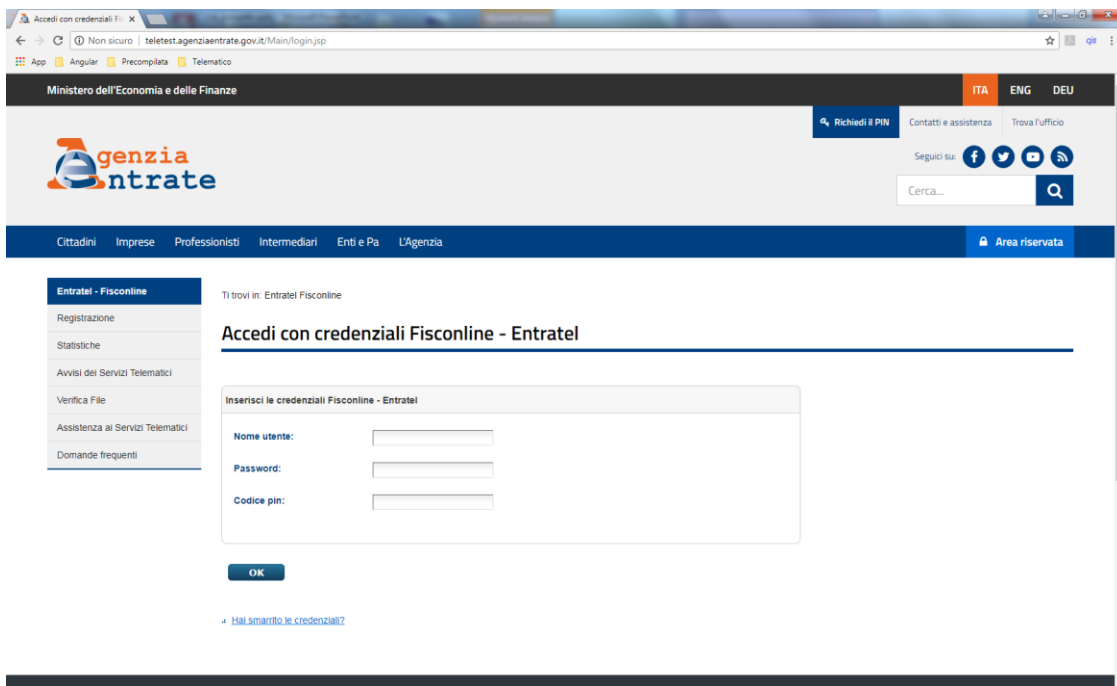 Accedi con credenziali Fis
Non sicuro | teletest.agenziaentrate.gov.it/Main/login.jsp
App Angular Precompilata Telematico
Ministero dell'Economia e delle Finanze
ITA ENG DEU
Richiedi il PIN Contatti e assistenza Trova l'ufficio
Agenzia
Entrate
Seguici su:
Cerca...
Cittadini Imprese Professionisti Intermediari Enti e Pa L'Agenzia
Area riservata
Entratel - Fisconline
Registrazione
Statistiche
Avvisi dei Servizi Telematici
Verifica File
Assistenza ai Servizi Telematici
Domande frequenti
Ti trovi in: Entratel Fisconline
Accedi con credenziali Fisconline - Entratel
Inserisci le credenziali Fisconline - Entratel
Nome utente:
Password:
Codice pin:
OK
Hai smarrito le credenziali?